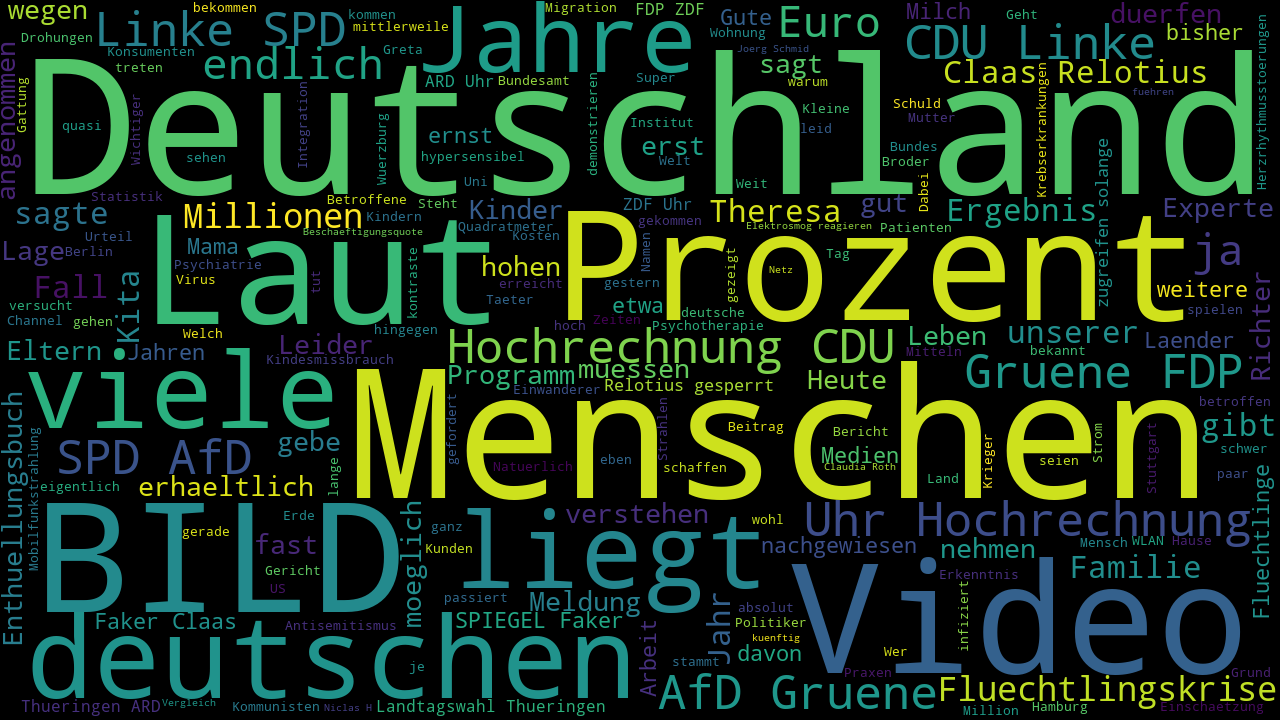 wegen
bekommen
Linke SPD
kommen
mittlerweile
Jahre
Migration
FDP ZDF
Gute
Wohnung
Euro
Milch
Geht
duerfen
bisher
Drohungen
Konsumenten
treten
endlich
Greta
ARD Uhr
Bundesamt
Super
Joerg Schmid
sagt
warum
CDU Linke
Claas Relotius
fuehren
angenommen
Gattung
quasi
Deutschland
Wichtiger
sehen
Integration
Wuerzburg
ernst
hypersensibel
Uni
demonstrieren
Institut
erst
Welt
Kleine
leid
Weit
Schuld
Mutter
Bundes
Broder
Dabei
Krebserkrankungen
zugreifen solange
Herzrhythmusstoerungen
Statistik
sagte
Urteil
Millionen
Betroffene
Kindern
Beschaeftigungsquote
Steht
Kinder
Quadratmeter
Kosten
ZDF Uhr
gekommen
Theresa
Elektrosmog reagieren
gut
Patienten
Ergebnis
Experte
Lage
Berlin
Mama
Psychiatrie
Virus
Laut
tut
kontraste
hohen
erreicht
Taeter
Prozent
gestern
Namen
gezeigt
Netz
Tag
ja
weitere
Fall
versucht
Channel
gehen
Kita
Welch
hingegen
etwa
deutsche
hoch
Zeiten
Psychotherapie
spielen
Eltern
Jahren
Leider
Kindesmissbrauch
Hochrechnung CDU
Programm
muessen
Relotius gesperrt
Einwanderer
Heute
Leben
Mitteln
unserer
bekannt
Laender
Richter
Gruene FDP
betroffen
viele
Menschen
gefordert
Natuerlich
eben
Strahlen
schaffen
Beitrag
Bericht
Medien
Claudia Roth
Land
Krieger
seien
Strom
Stuttgart
gibt
schwer
paar
Enthuellungsbuch
Mobilfunkstrahlung
SPD AfD
gebe
lange
eigentlich
erhaeltlich
BILD
gerade
Erde
fast
Gericht
US
moeglich
ganz
Kunden
passiert
liegt
verstehen
wohl
nachgewiesen
Uhr Hochrechnung
nehmen
Mensch
WLAN
Hause
Fluechtlinge
Meldung
Erkenntnis
Familie
Video
infiziert
Faker Claas
Antisemitismus
SPIEGEL Faker
stammt
Jahr
absolut
Politiker
kuenftig
davon
Wer
deutschen
je
Arbeit
Praxen
Grund
AfD Gruene
Fluechtlingskrise
Thueringen ARD
Vergleich
Kommunisten
Niclas H
Landtagswahl Thueringen
Million
Hamburg
Einschaetzung